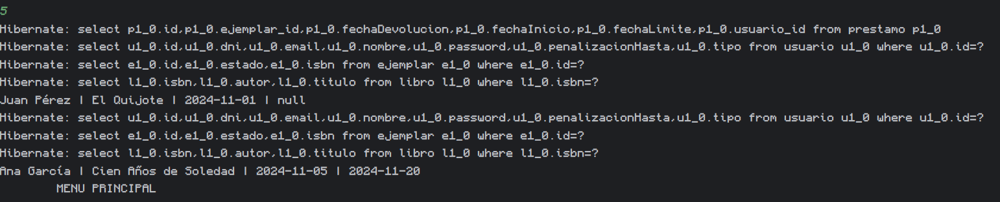 5
Hibernate: select p1_0.id,p1_0.ejemplar_id,p1_0.fechaDevolucion,p1_0.fechaInicio,p1_0.fechaLimite,p1_0.usuario_id from prestamo p1_0
Hibernate: select u1_0.id,u1_0.dni,u1_0.email,u1_0.nombre,u1_0.password,u1_0.penalizacionHasta,u1_0.tipo from usuario u1_0 where u1_0.id=?
Hibernate: select e1_0.id,e1_0.estado,e1_0.isbn from ejemplar e1_0 where e1_0.id=?
Hibernate: select l1_0.isbn,l1_0.autor,l1_0.titulo from libro l1_0 where l1_0.isbn=?
Juan Pérez | El Quijote | 2024-11-01 | null
Hibernate: select u1_0.id,u1_0.dni,u1_0.email,u1_0.nombre,u1_0.password,u1_0.penalizacionHasta,u1_0.tipo from usuario u1_0 where u1_0.id=?
Hibernate: select e1_0.id,e1_0.estado,e1_0.isbn from ejemplar e1_0 where e1_0.id=?
Hibernate: select l1_0.isbn,l1_0.autor,l1_0.titulo from libro l1_0 where l1_0.isbn=?
Ana García | Cien Años de Soledad | 2024-11-05 | 2024-11-20
MENU PRINCIPAL